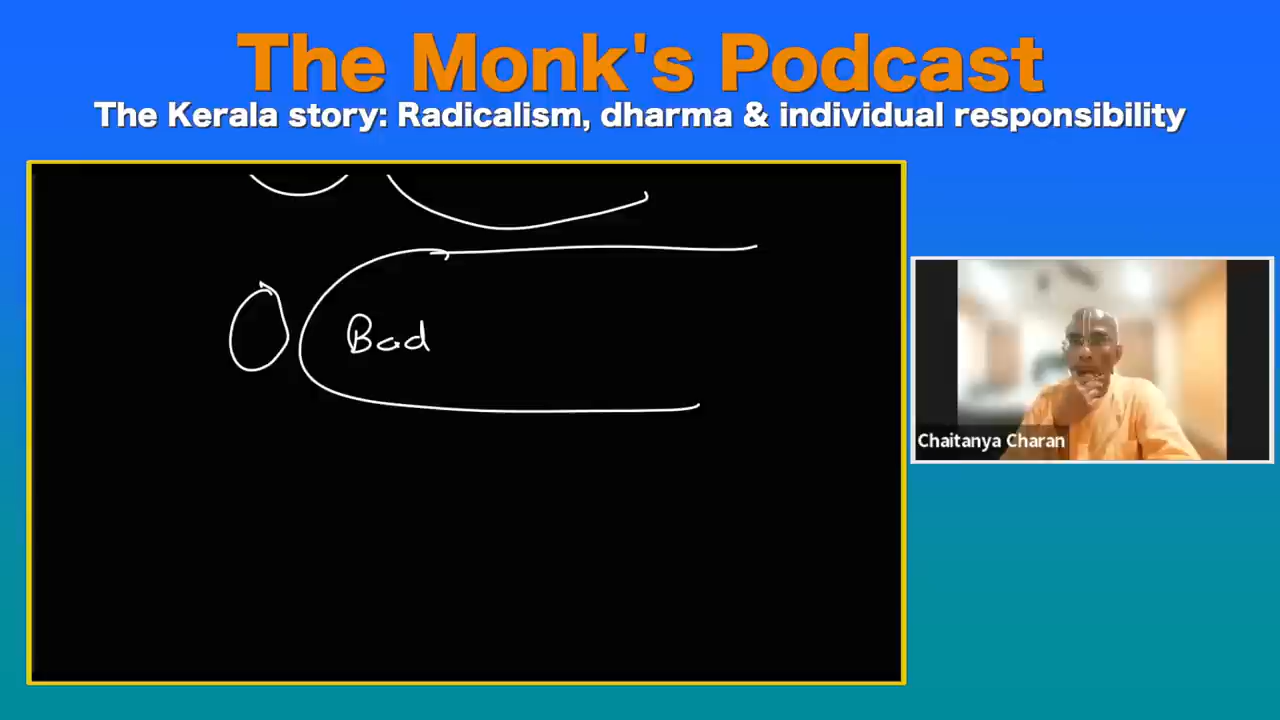 The Monk's Podcast
The Kerala story: Radicalism, dharma & individual responsibility
Bad
Chaitanya Charan